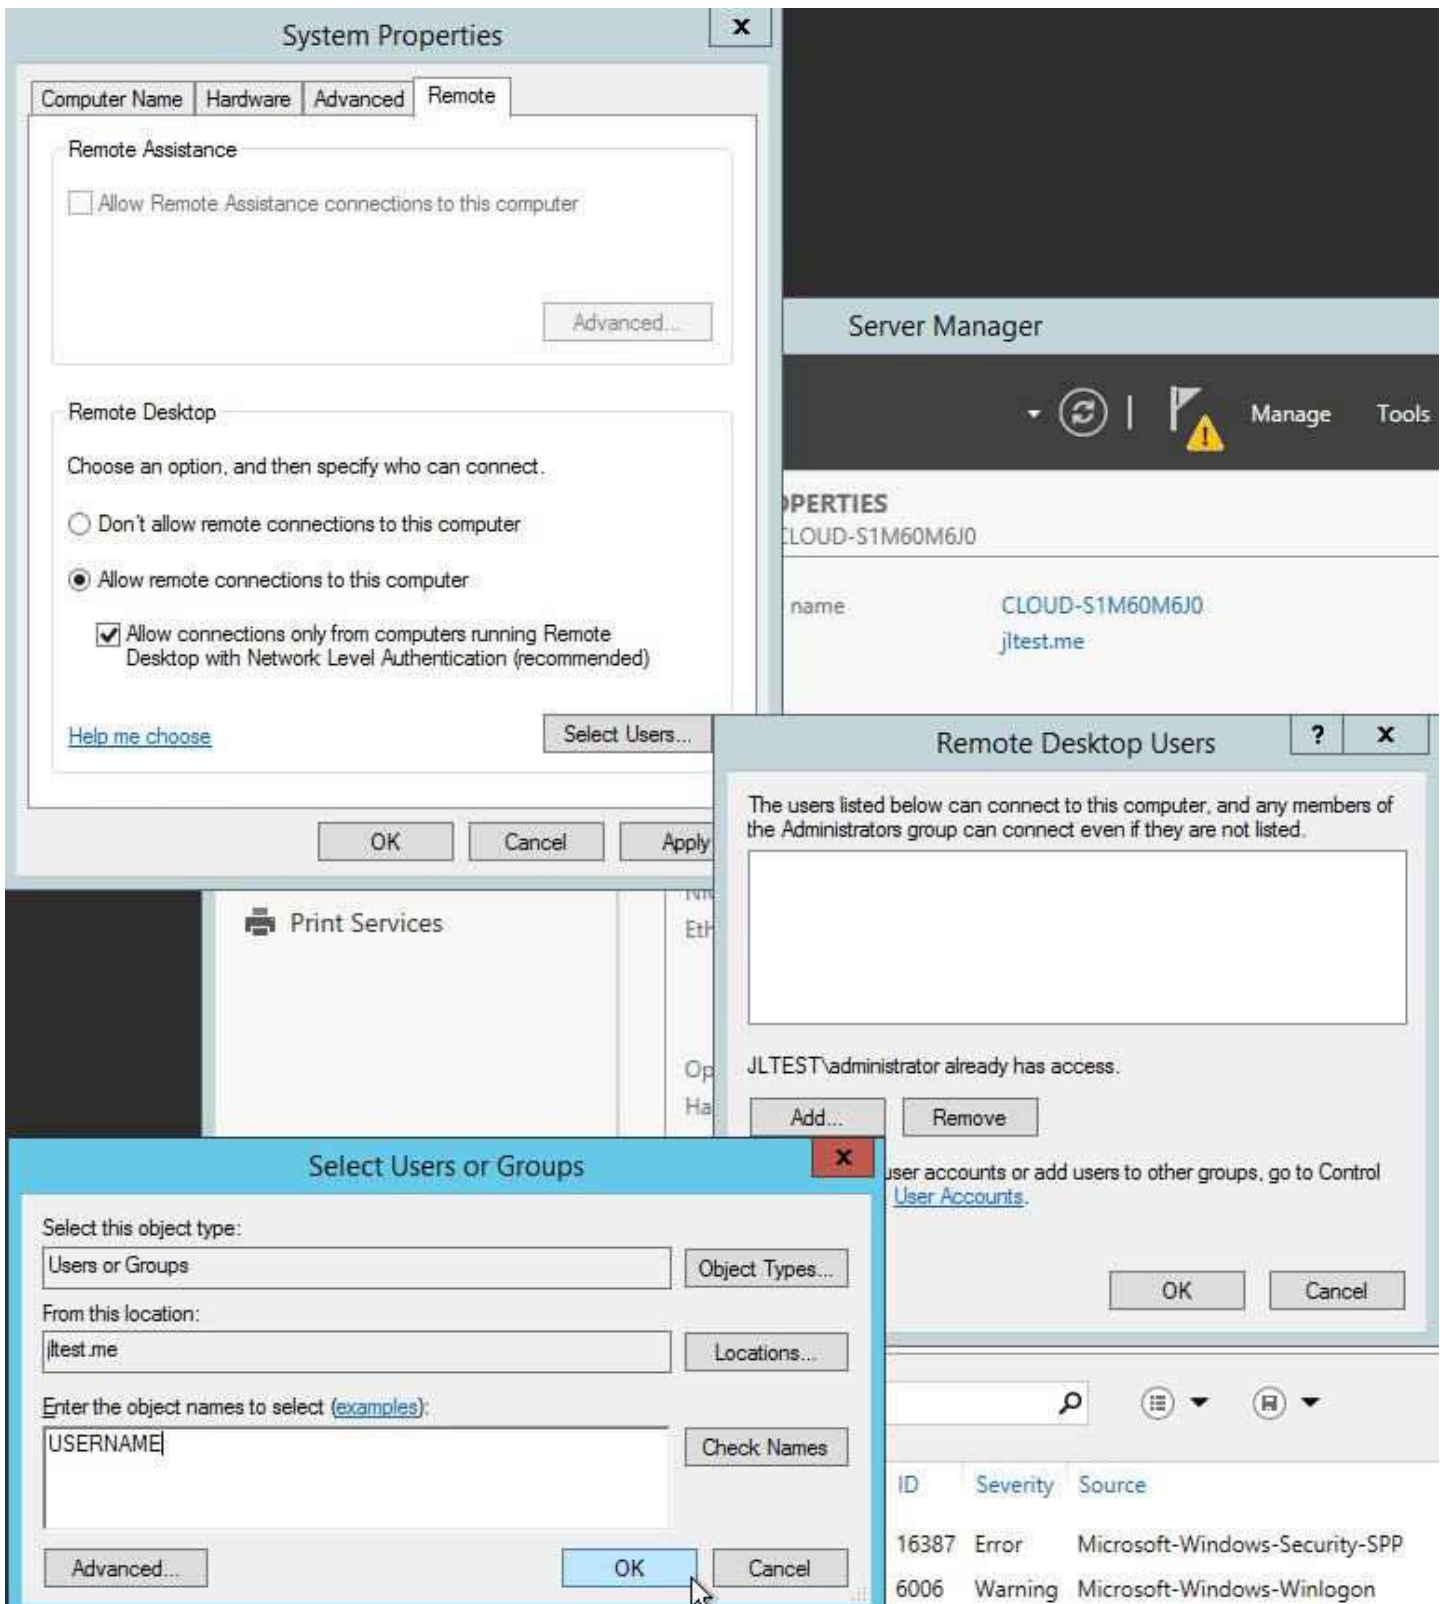 System Properties
x
Computer Name
Hardware
Advanced
Remote
Remote Assistance
Allow Remote Assistance connections to this computer
Advanced...
Remote Desktop
Choose an option, and then specify who can connect.
Don't allow remote connections to this computer
Allow remote connections to this computer
Allow connections only from computers running Remote
Desktop with Network Level Authentication (recommended)
Help me choose
Select Users...
OK
Cancel
Apply
Server Manager
Manage
Tools
OPERTIES
CLOUD-S1M60M6J0
name
CLOUD-S1M60M6J0
jltest.me
Print Services
Eth
Op
Ha
Remote Desktop Users
?
x
The users listed below can connect to this computer, and any members of
the Administrators group can connect even if they are not listed.
JLTEST\administrator already has access.
Add...
Remove
user accounts or add users to other groups, go to Control
User Accounts.
OK
Cancel
Select Users or Groups
x
Select this object type:
Users or Groups
Object Types...
From this location:
jltest.me
Locations...
Enter the object names to select (examples):
USERNAME
Check Names
Advanced...
OK
Cancel
ID
Severity
Source
16387
Error
Microsoft-Windows-Security-SPP
6006
Warning
Microsoft-Windows-Winlogon